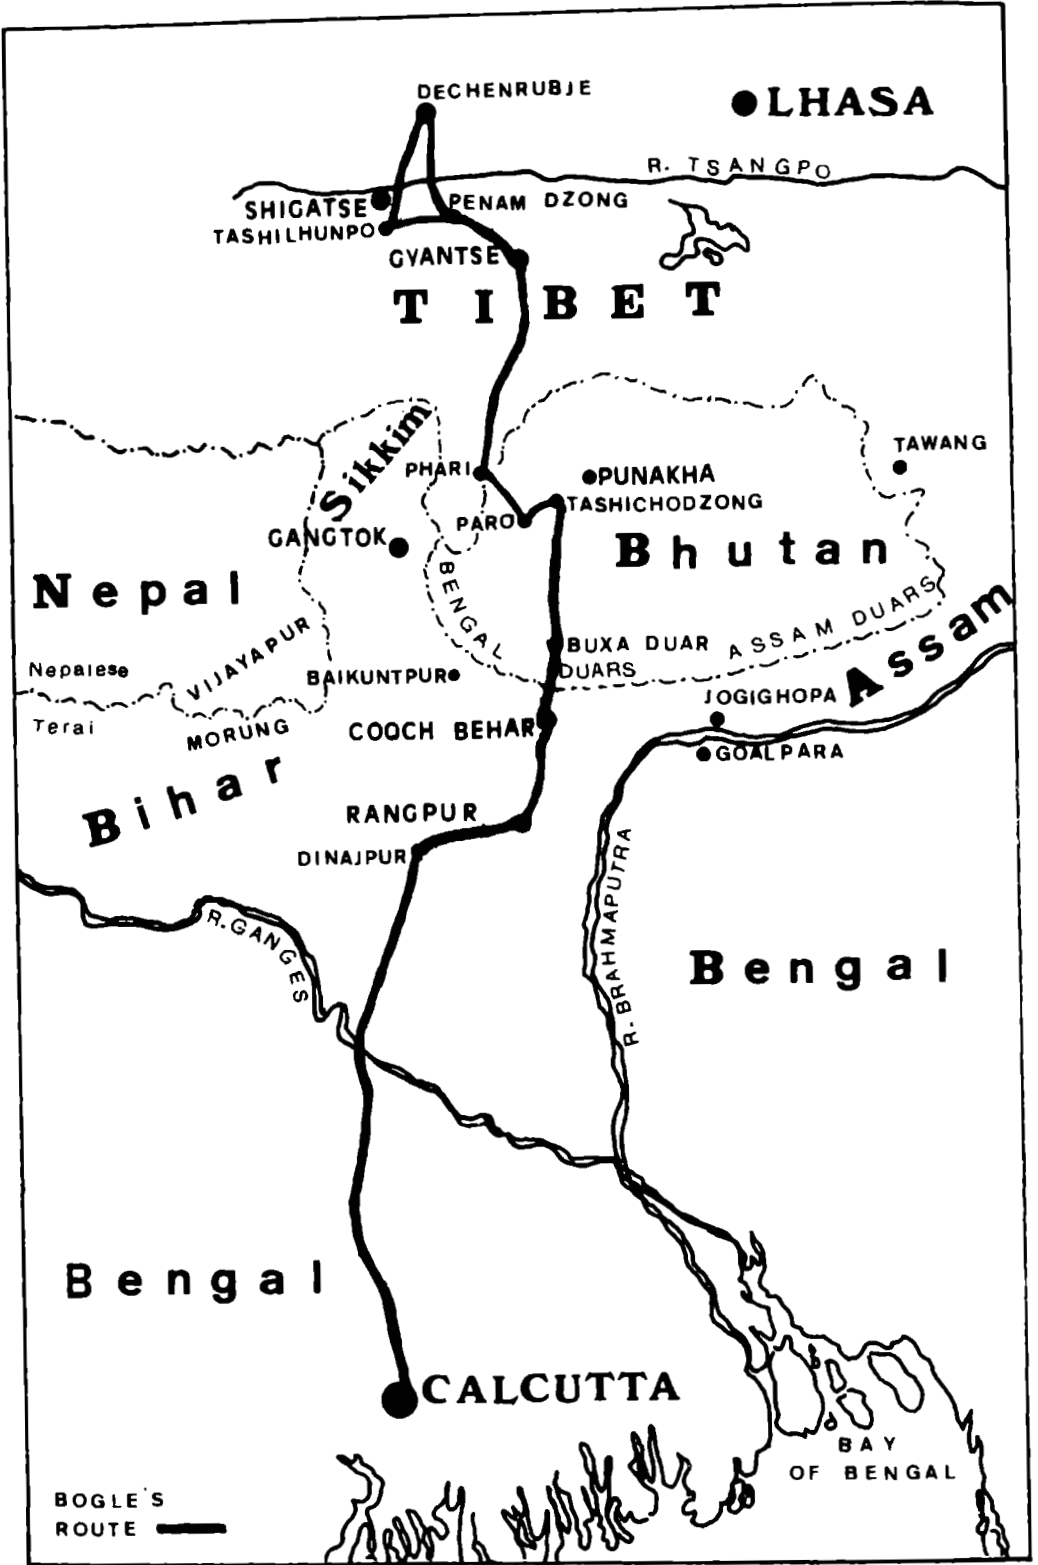 DECHENRUBJE
LHASA
R. TSANGPO
SHIGATSE
PENAM DZONG
TASHILHUNPO
GYANTSE
TIBET
Sikkim
TAWANG
PHARI
PUNAKHA
TASHICHODZONG
PARO
GANGTOK
Bhutan
Nepal
BENGAL
ASSAM DUARS
Assam
VIJAYAPUR
BUXA DUAR
DUARS
Nepalese
BAIKUNTPUR
JOGIGHOPA
Terai
MORUNG
COOCH BEHAR
GOALPARA
Bihar
RANGPUR
DINAJPUR
R. BRAHMAPUTRA
R. GANGES
Bengal
Bengal
CALCUTTA
BAY
OF BENGAL
BOGLE'S
ROUTE